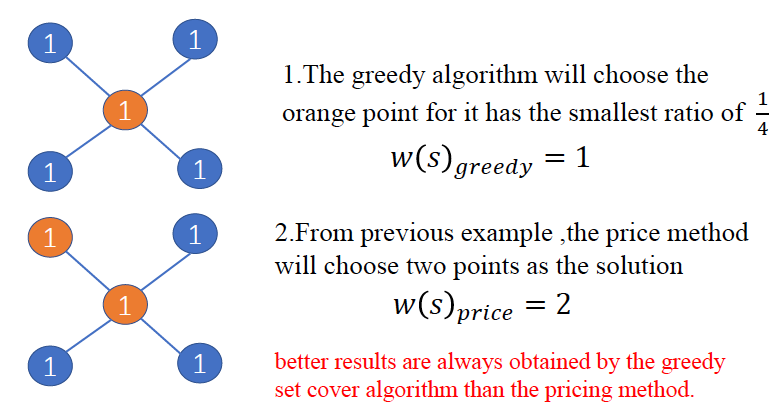 1
1
1
1
1
1.The greedy algorithm will choose the
orange point for it has the smallest ratio of 1/4
w(s)greedy = 1
1
1
1
1
1
2.From previous example ,the price method
will choose two points as the solution
w(s)price = 2
better results are always obtained by the greedy
set cover algorithm than the pricing method.